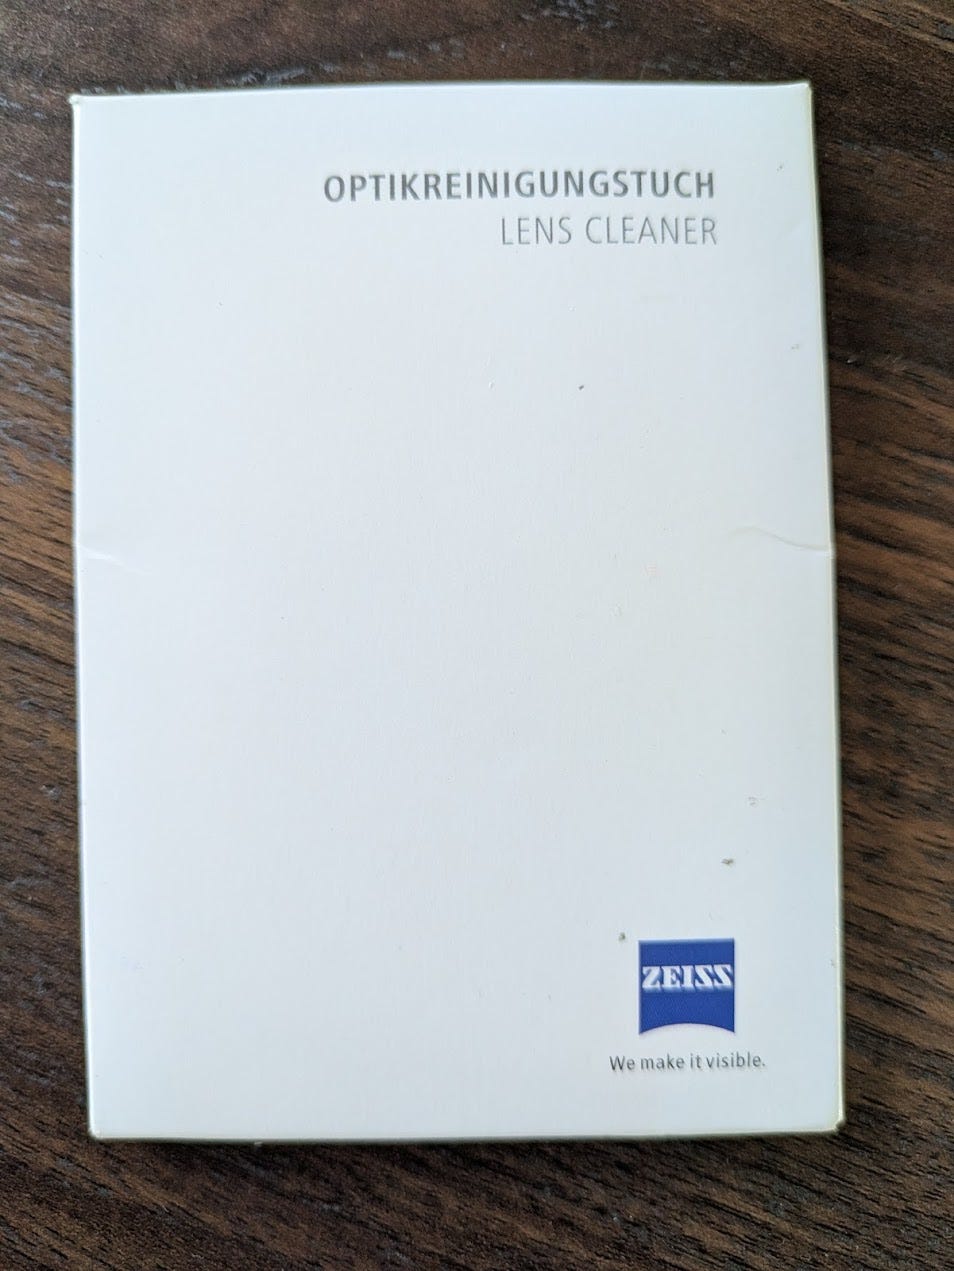 OPTIKREINIGUNGSTUCH
LENS CLEANER
ZEISS
We make it visible.